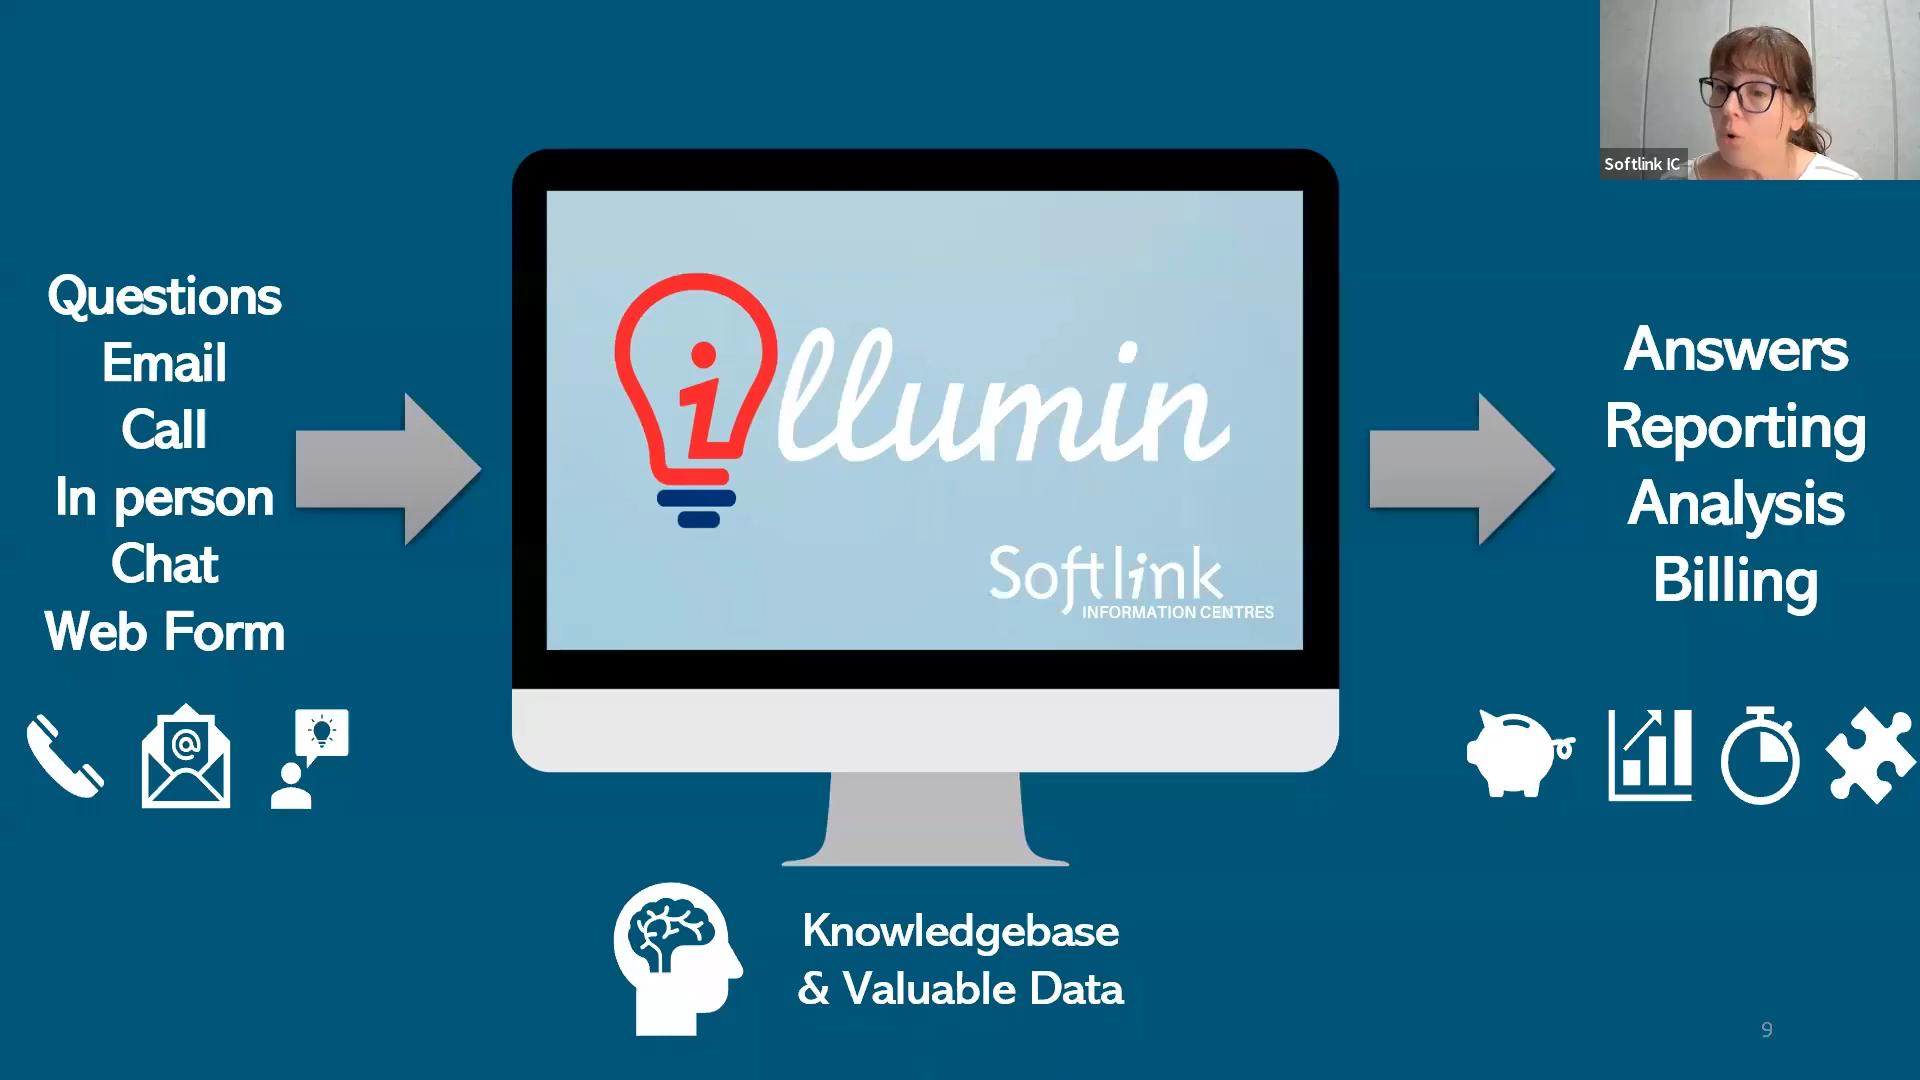 Softlink IC
Questions
Email
Call
In person
Chat
Web Form
illumin
Softlink
INFORMATION CENTRES
Answers
Reporting
Analysis
Billing
@
Knowledgebase
& Valuable Data
9